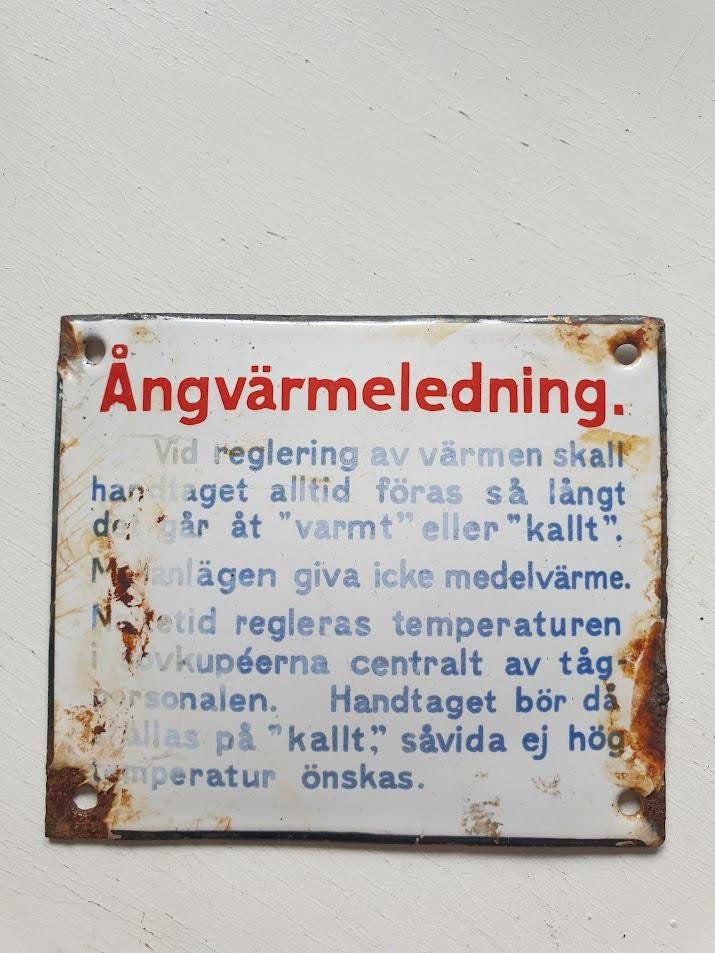 Ångvärmeledning.
Vid reglering av värmen skall
handtaget alltid föras så långt
det går åt "varmt" eller "kallt".
Mellanlägen giva icke medelvärme.
Nattetid regleras temperaturen
i sovkupéerna centralt av tåg-
personalen. Handtaget bör då
hållas på "kallt", såvida ej hög
temperatur önskas.